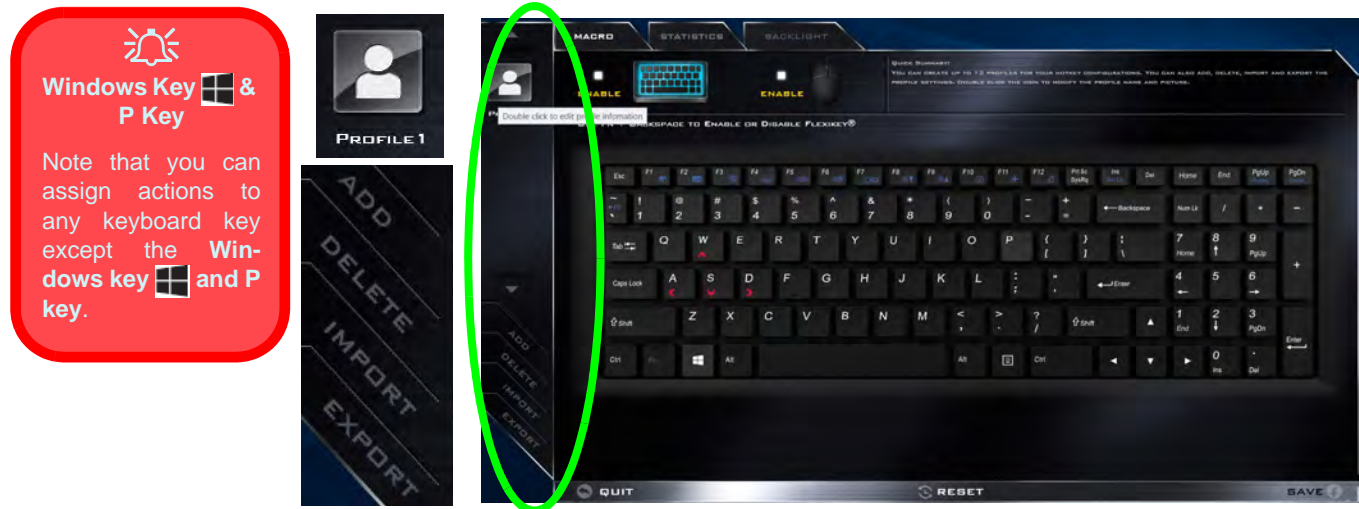 Windows Key &
P Key
Note that you can
assign actions to
any keyboard key
except the Win-
dows key and P
key.
PROFILE 1
ADD
DELETE
IMPORT
EXPORT
MACRO
STATISTICS
BACKLIGHT
ENABLE
ENABLE
QUICK SUMMARY:
YOU CAN CREATE UP TO 12 PROFILES FOR YOUR HOTKEY CONFIGURATIONS. YOU CAN ALSO ADD, DELETE, IMPORT AND EXPORT THE
PROFILE SETTINGS. DOUBLE CLICK THE ICON TO MODIFY THE PROFILE NAME AND PICTURE.
Double click to edit profile infomation
BACKSPACE TO ENABLE OR DISABLE FLEXIKEY®
Esc F1 F2 F3 F4 F5 F6 F7 F8 F9 F10 F11 F12 Prt Sc SysRq Ins Del Home End PgUp PgDn
~ ! @ # $ % ^ & * ( ) - +
1 2 3 4 5 6 7 8 9 0 = Backspace Num Lk / * -
Tab Q W E R T Y U I O P { [ } ] \ 7 Home 8 9 PgUp +
Caps Lock A S D F G H J K L : ; " Enter 4 5 6
Shift Z X C V B N M < , > . ? / Shift 1 End 2 3 PgDn
Ctrl Alt Alt Ctrl 0 Ins . Del Enter
ADD
DELETE
IMPORT
EXPORT
QUIT
RESET
SAVE